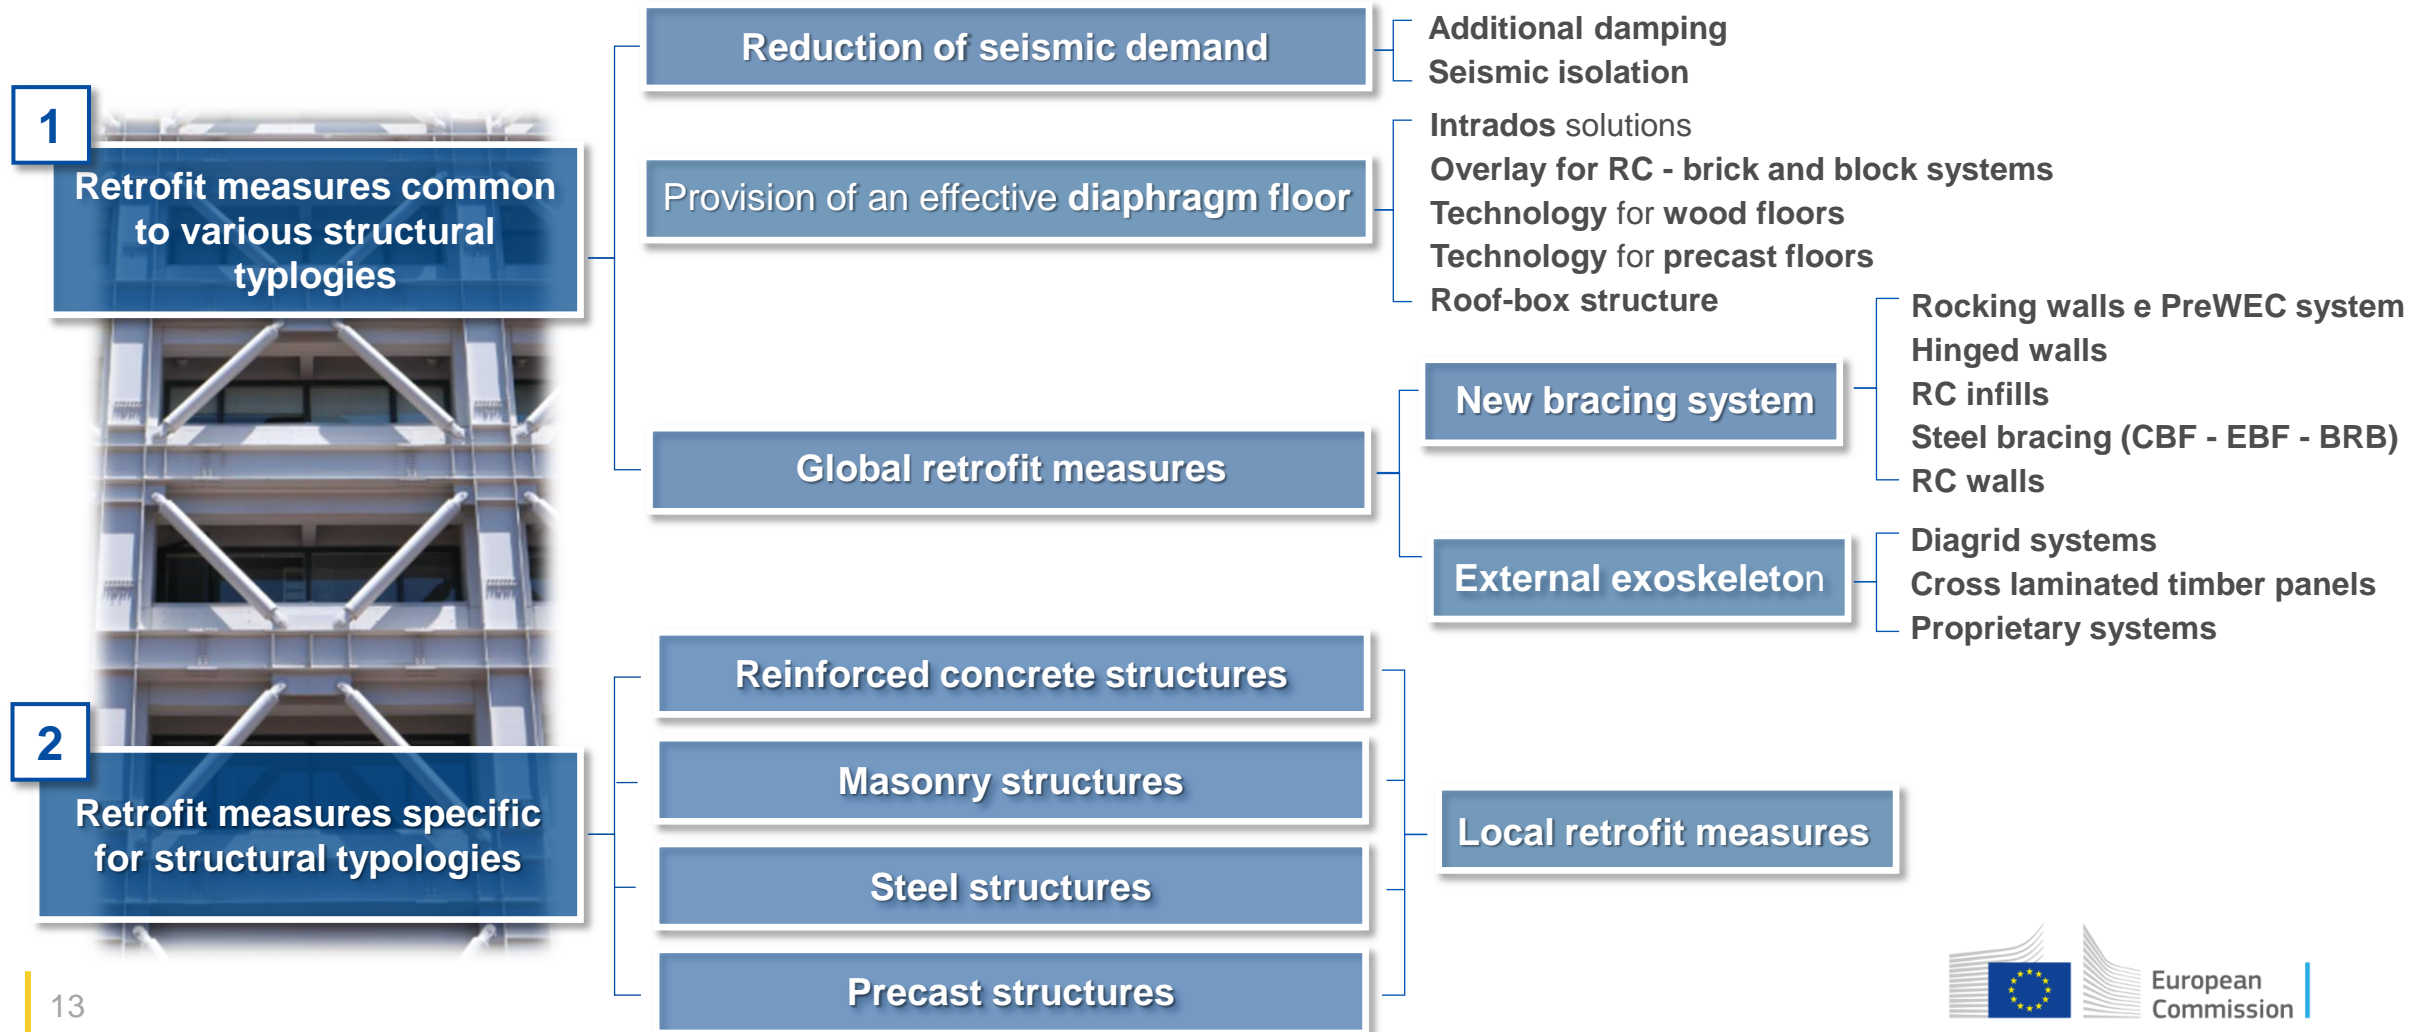 1
Retrofit measures common
to various structural
typlogies
Reduction of seismic demand
Additional damping
Seismic isolation
Provision of an effective diaphragm floor
Intrados solutions
Overlay for RC - brick and block systems
Technology for wood floors
Technology for precast floors
Roof-box structure
Global retrofit measures
New bracing system
Rocking walls e PreWEC system
Hinged walls
RC infills
Steel bracing (CBF - EBF - BRB)
RC walls
External exoskeleton
Diagrid systems
Cross laminated timber panels
Proprietary systems
2
Retrofit measures specific
for structural typologies
Reinforced concrete structures
Masonry structures
Steel structures
Precast structures
Local retrofit measures
13
European
Commission